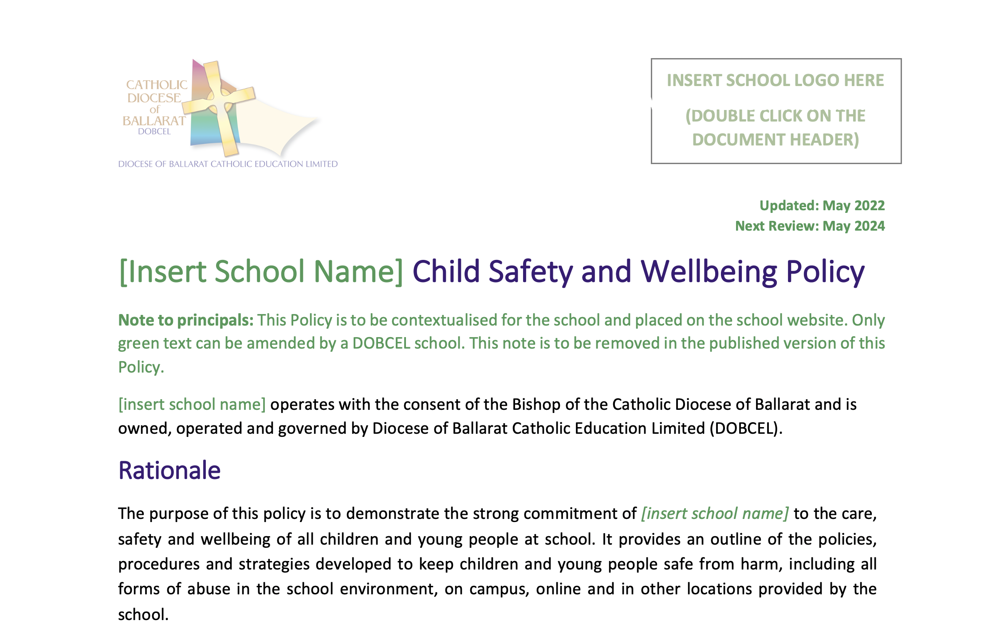 CATHOLIC
DIOCESE
of
BALLARAT
DOBCEL
DIOCESE OF BALLARAT CATHOLIC EDUCATION LIMITED
INSERT SCHOOL LOGO HERE
(DOUBLE CLICK ON THE
DOCUMENT HEADER)
Updated: May 2022
Next Review: May 2024
[Insert School Name] Child Safety and Wellbeing Policy
Note to principals: This Policy is to be contextualised for the school and placed on the school website. Only
green text can be amended by a DOBCEL school. This note is to be removed in the published version of this
Policy.
[insert school name] operates with the consent of the Bishop of the Catholic Diocese of Ballarat and is
owned, operated and governed by Diocese of Ballarat Catholic Education Limited (DOBCEL).
Rationale
The purpose of this policy is to demonstrate the strong commitment of [insert school name] to the care,
safety and wellbeing of all children and young people at school. It provides an outline of the policies,
procedures and strategies developed to keep children and young people safe from harm, including all
forms of abuse in the school environment, on campus, online and in other locations provided by the
school.